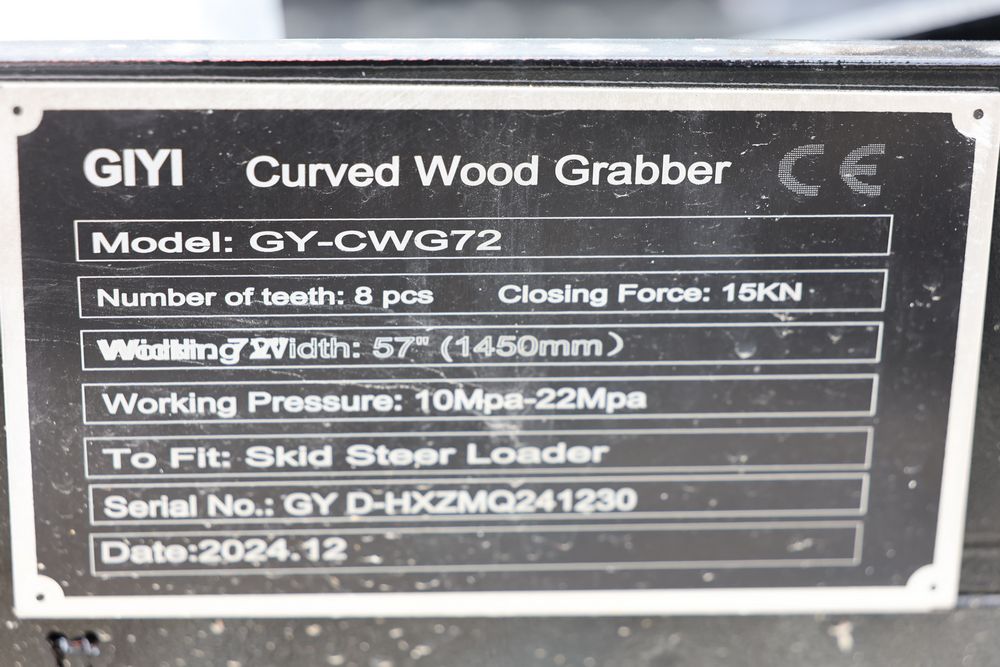 GIYI Curved Wood Grabber CE
Model: GY-CWG72
Number of teeth: 8 pcs Closing Force: 15KN
Width: 57" (1450mm)
Working Pressure: 10Mpa-22Mpa
To Fit: Skid Steer Loader
Serial No.: GY D-HXZMQ241230
Date:2024.12